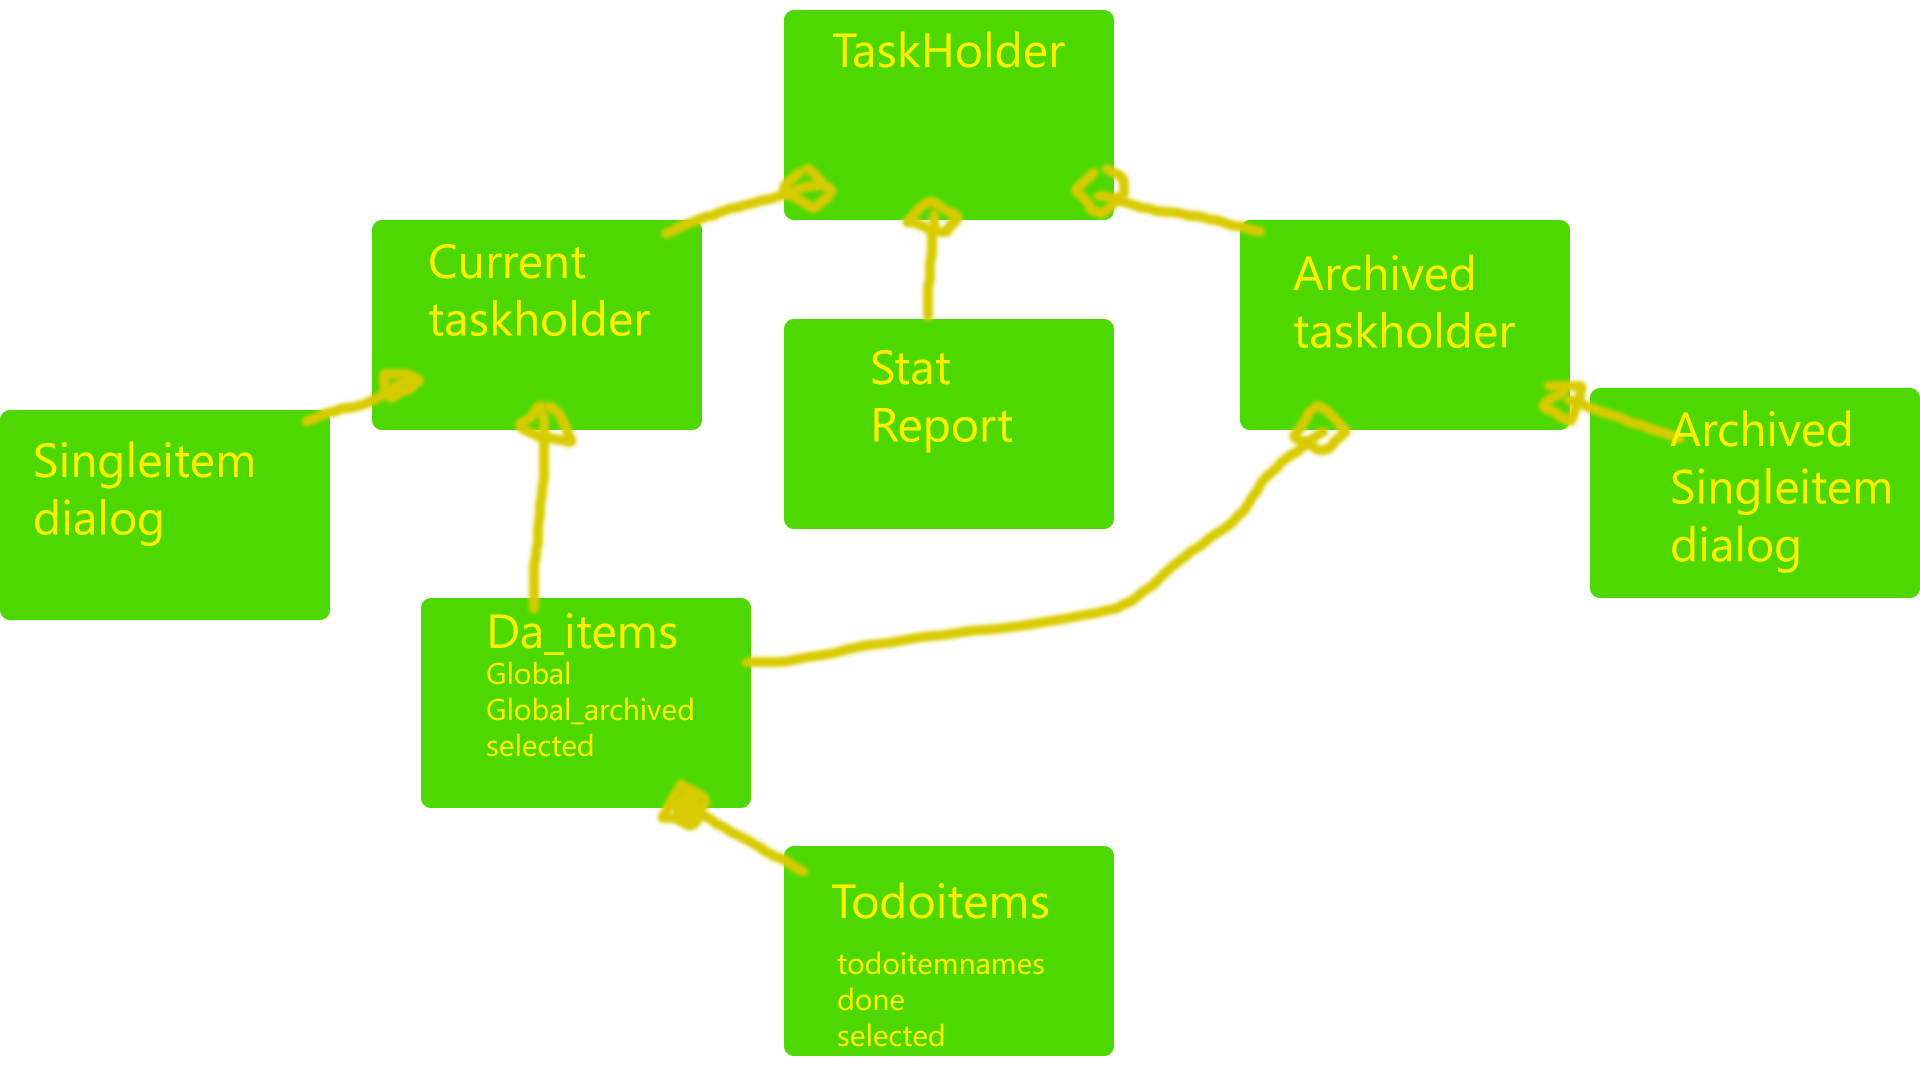 TaskHolder
Current
taskholder
Archived
taskholder
Stat
Report
Singleitem
dialog
Archived
Singleitem
dialog
Da_items
Global
Global_archived
selected
Todoitems
todoitemnames
done
selected